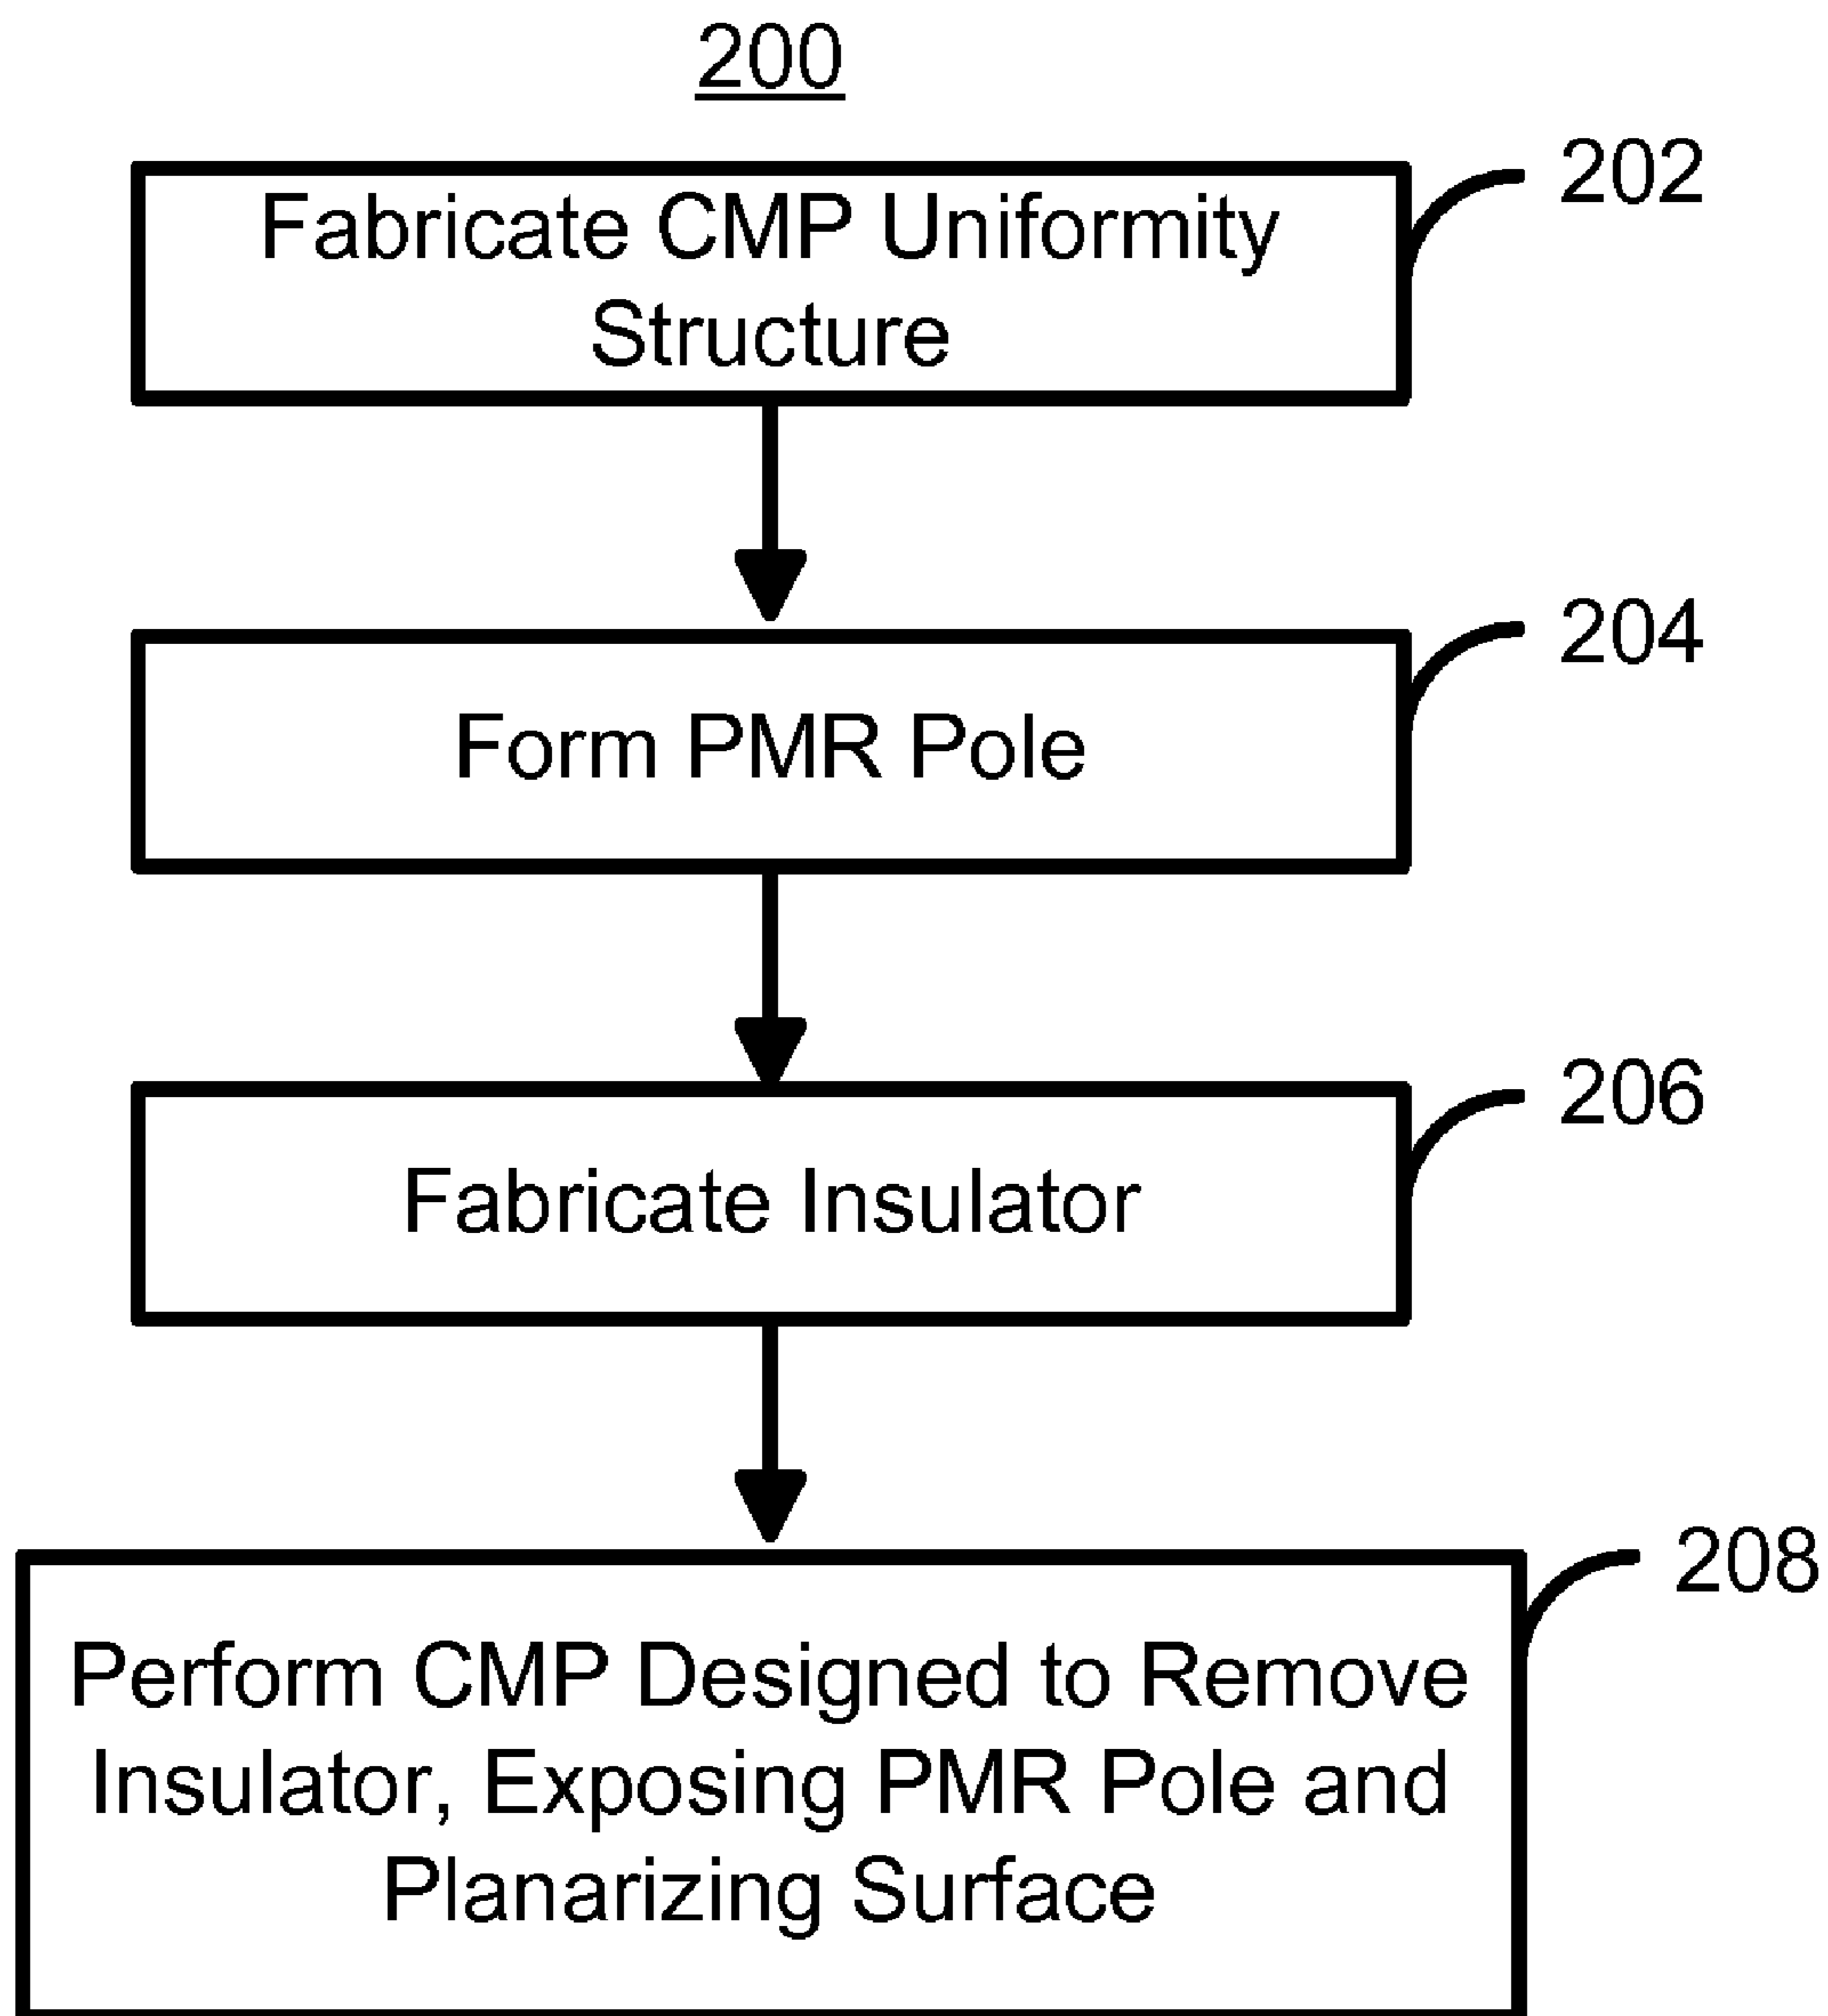 200
202
Fabricate CMP Uniformity
Structure
204
Form PMR Pole
206
Fabricate Insulator
208
Perform CMP Designed to Remove
Insulator, Exposing PMR Pole and
Planarizing Surface